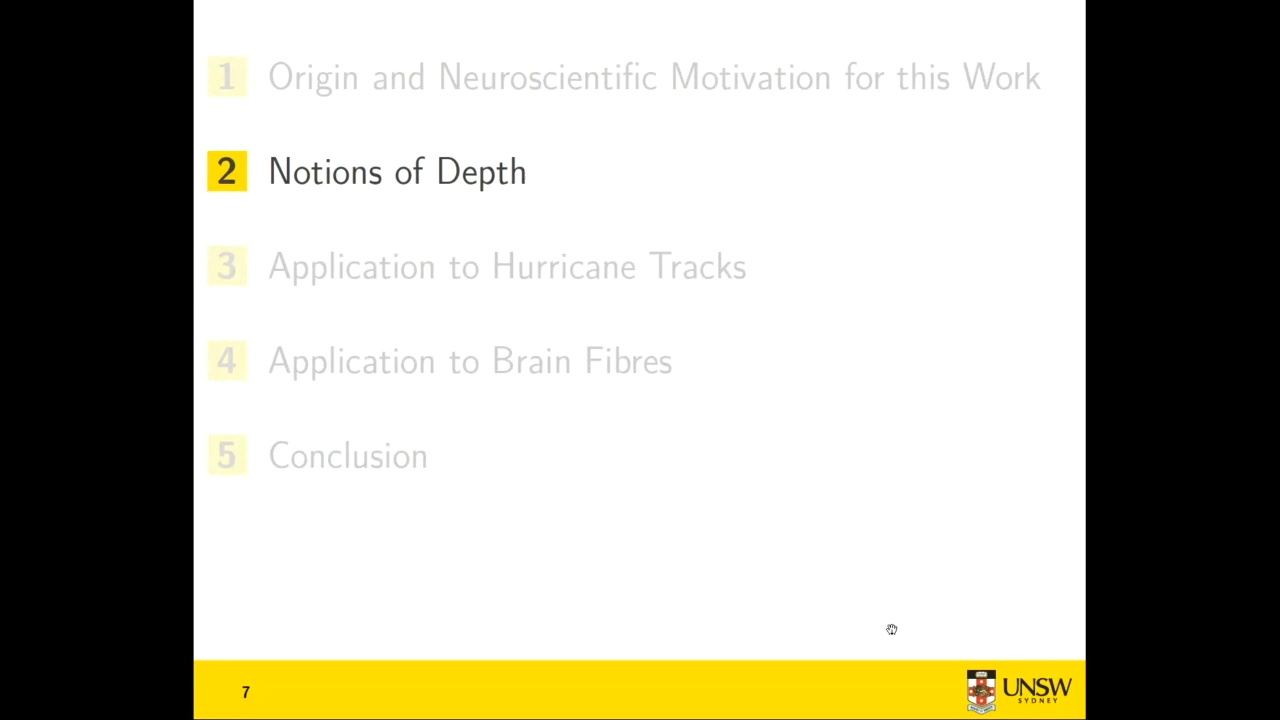 1 Origin and Neuroscientific Motivation for this Work
2 Notions of Depth
3 Application to Hurricane Tracks
4 Application to Brain Fibres
5 Conclusion
7
UNSW
SYDNEY